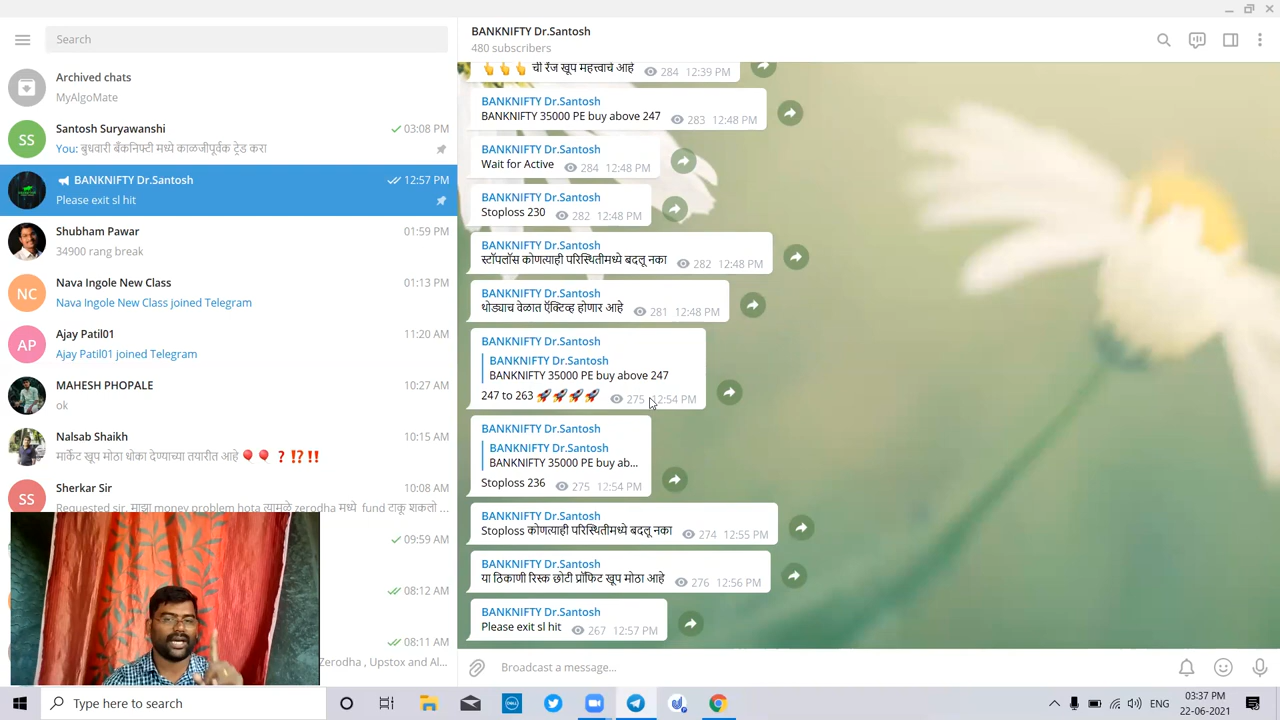 Search
Archived chats
MyAlgoMate
SS
Santosh Suryawanshi
03:08 PM
You: बुधवारी बँकनिफ्टी मध्ये काळजीपूर्वक ट्रेड करा
BANKNIFTY Dr.Santosh
12:57 PM
Please exit sl hit
Shubham Pawar
01:59 PM
34900 rang break
NC
Nava Ingole New Class
01:13 PM
Nava Ingole New Class joined Telegram
AP
Ajay Patil01
11:20 AM
Ajay Patil01 joined Telegram
MAHESH PHOPALE
10:27 AM
ok
Nalsab Shaikh
10:15 AM
मार्केट खूप मोठा धोका देण्याच्या तयारीत आहे 🎈🎈 ❓⁉️‼️
SS
Sherkar Sir
10:08 AM
Requested sir. माझा money problem hota त्यामुळे zerodha मध्ये fund टाकू शकलो ...
09:59 AM
08:12 AM
08:11 AM
Zerodha , Upstox and Al...
BANKNIFTY Dr.Santosh
480 subscribers
👆👆👆 ची रेंज खूप महत्त्वाचे आहे 284 12:39 PM
BANKNIFTY Dr.Santosh
BANKNIFTY 35000 PE buy above 247 283 12:48 PM
BANKNIFTY Dr.Santosh
Wait for Active 284 12:48 PM
BANKNIFTY Dr.Santosh
Stoploss 230 282 12:48 PM
BANKNIFTY Dr.Santosh
स्टॉपलॉस कोणत्याही परिस्थितीमध्ये बदलू नका 282 12:48 PM
BANKNIFTY Dr.Santosh
थोड्याच वेळात ऍक्टिव्ह होणार आहे 281 12:48 PM
BANKNIFTY Dr.Santosh
BANKNIFTY Dr.Santosh
BANKNIFTY 35000 PE buy above 247
247 to 263 🚀🚀🚀🚀 275 12:54 PM
BANKNIFTY Dr.Santosh
BANKNIFTY Dr.Santosh
BANKNIFTY 35000 PE buy ab...
Stoploss 236 275 12:54 PM
BANKNIFTY Dr.Santosh
Stoploss कोणत्याही परिस्थितीमध्ये बदलू नका 274 12:55 PM
BANKNIFTY Dr.Santosh
या ठिकाणी रिस्क छोटी प्रॉफिट खूप मोठा आहे 276 12:56 PM
BANKNIFTY Dr.Santosh
Please exit sl hit 267 12:57 PM
Broadcast a message...
Type here to search
DELL
ENG
03:37 PM
22-06-2021